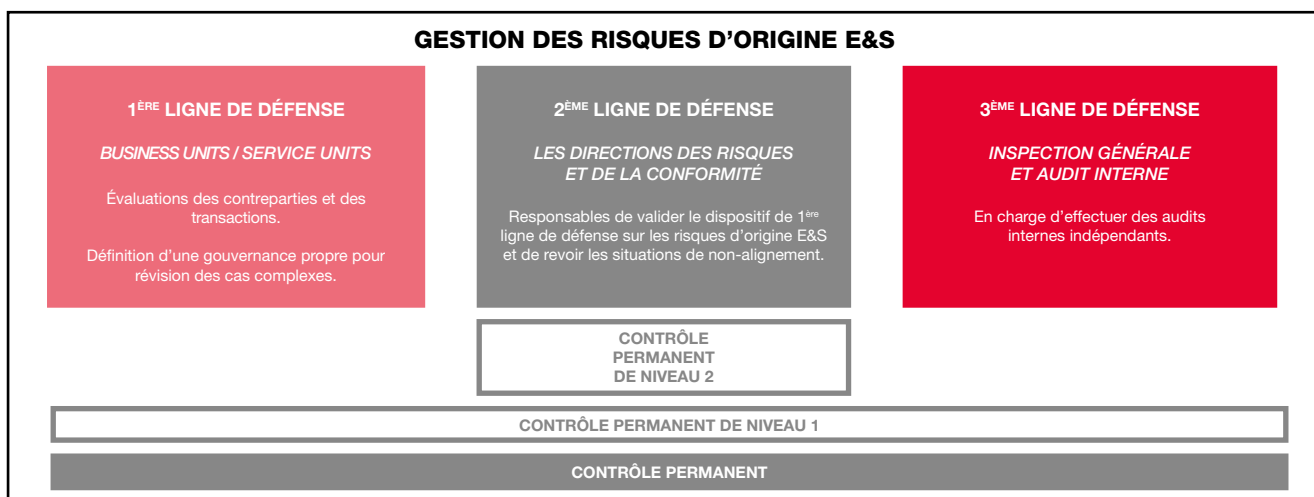 GESTION DES RISQUES D’ORIGINE E&S
1ÈRE LIGNE DE DÉFENSE
BUSINESS UNITS / SERVICE UNITS
Évaluations des contreparties et des
transactions.
Définition d’une gouvernance propre pour
révision des cas complexes.
2ÈME LIGNE DE DÉFENSE
LES DIRECTIONS DES RISQUES
ET DE LA CONFORMITÉ
Responsables de valider le dispositif de 1ère
ligne de défense sur les risques d’origine E&S
et de revoir les situations de non-alignement.
3ÈME LIGNE DE DÉFENSE
INSPECTION GÉNÉRALE
ET AUDIT INTERNE
En charge d’effectuer des audits
internes indépendants.
CONTRÔLE
PERMANENT
DE NIVEAU 2
CONTRÔLE PERMANENT DE NIVEAU 1
CONTRÔLE PERMANENT